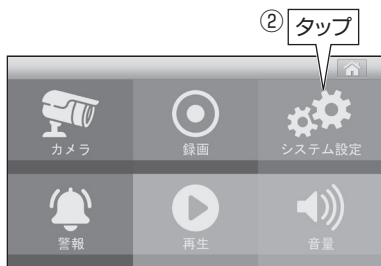 ② タップ
カメラ 録画 システム設定
警報 再生 音量